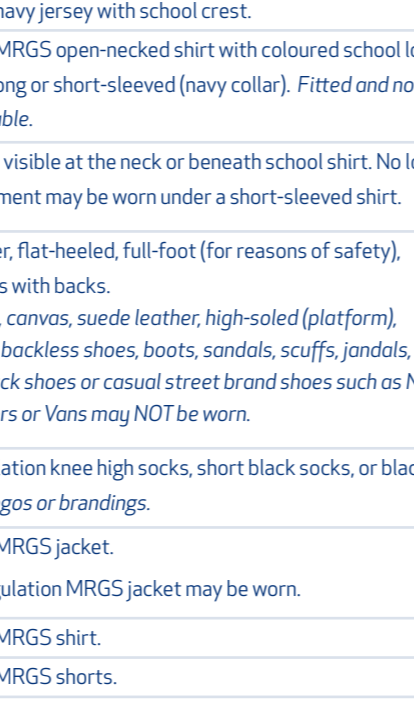 navy jersey with school crest.
MRGS open-necked shirt with coloured school lo
ong or short-sleeved (navy collar). Fitted and no
able.
visible at the neck or beneath school shirt. No lo
ment may be worn under a short-sleeved shirt.
er, flat-heeled, full-foot (for reasons of safety),
s with backs.
, canvas, suede leather, high-soled (platform),
backless shoes, boots, sandals, scuffs, jandals,
ck shoes or casual street brand shoes such as N
rs or Vans may NOT be worn.
lation knee high socks, short black socks, or blac
gos or brandings.
MRGS jacket.
gulation MRGS jacket may be worn.
MRGS shirt.
MRGS shorts.